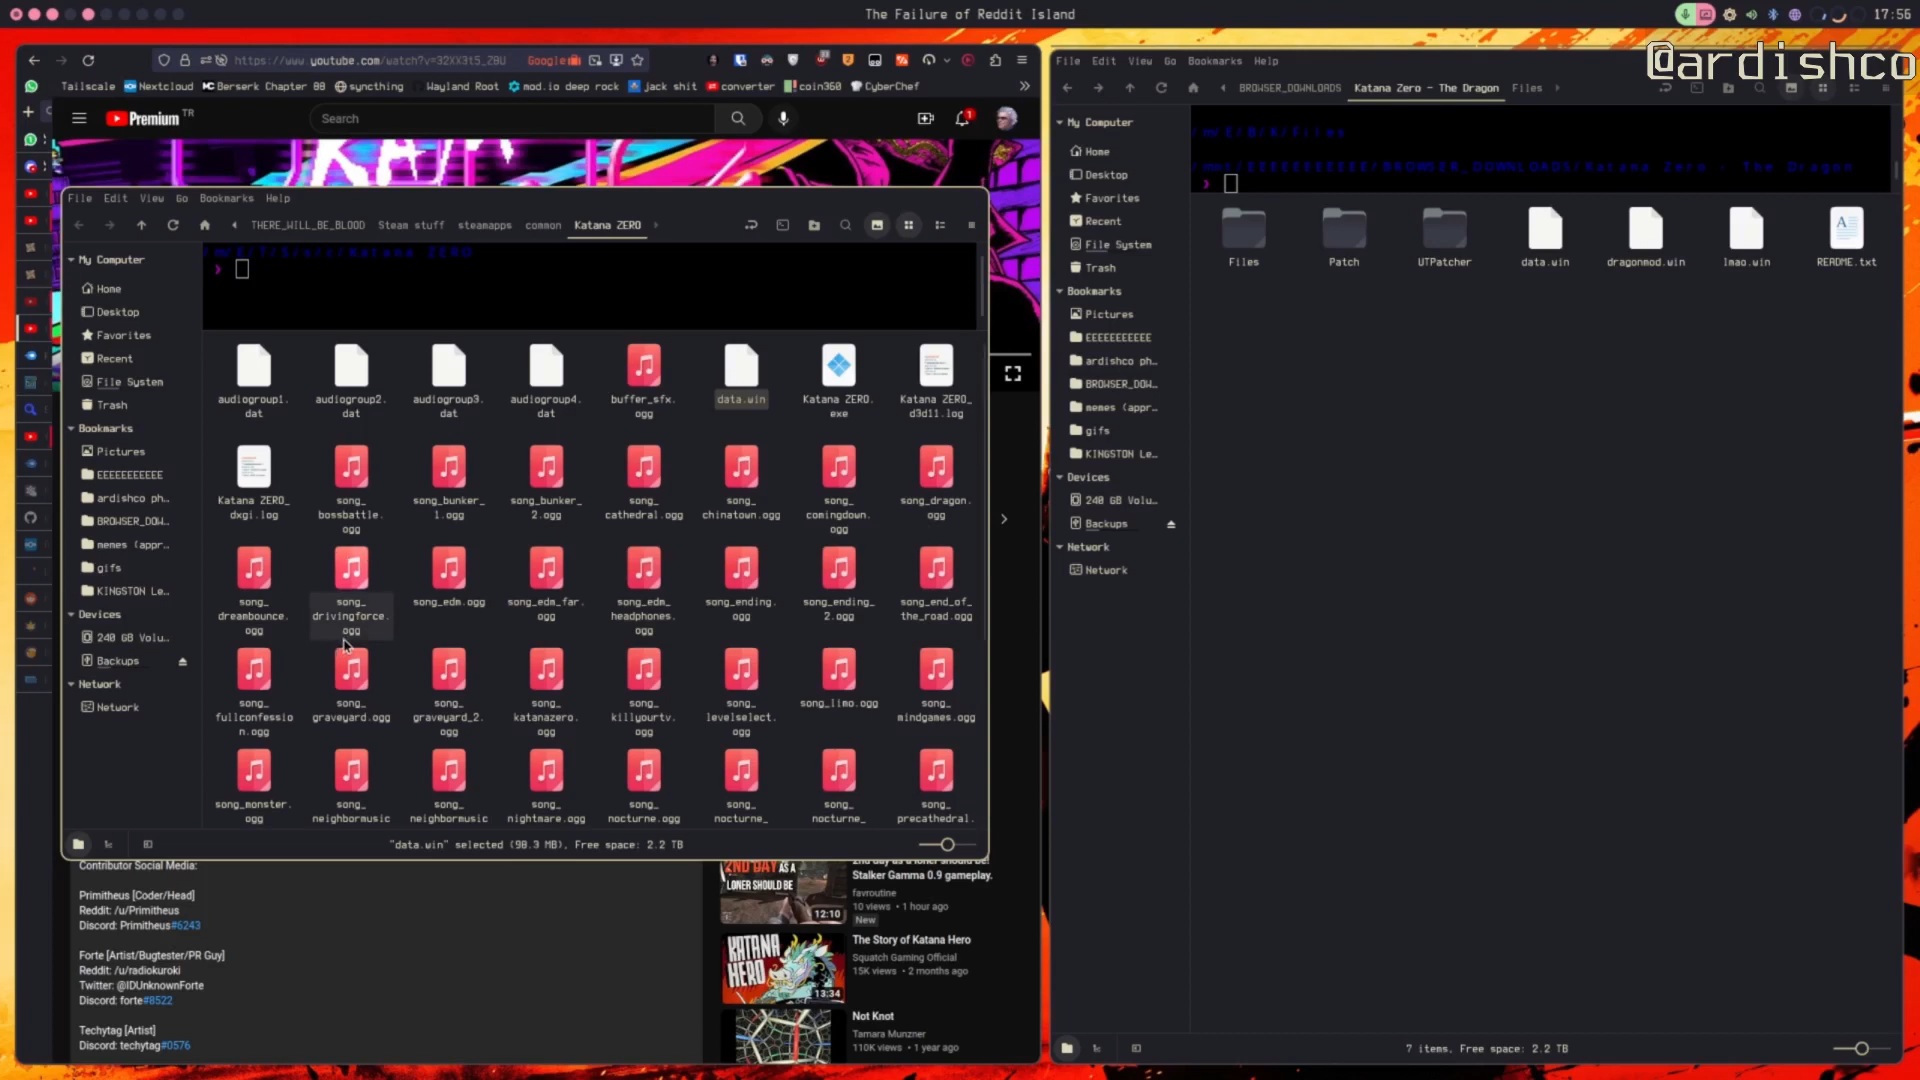 The Failure of Reddit Island
17:56
@ardishco
https://www.youtube.com/watch?v=32XX3t5_Z8U
Google
Tailscale
Nextcloud
Berserk Chapter 88
syncthing
Wayland Root
mod.io deep rock
jack shit
converter
coin360
CyberChef
Premium TR
Search
1
File Edit View Go Bookmarks Help
THERE_WILL_BE_BLOOD
Steam stuff
steamapps
common
Katana ZERO
My Computer
Home
Desktop
Favorites
Recent
File System
Trash
Bookmarks
Pictures
EEEEEEEEEEE
ardishco ph…
BROWSER_DOW…
memes (appr…
gifs
KINGSTON Le…
Devices
240 GB Volu…
Backups
Network
Network
audiogroup1.dat
audiogroup2.dat
audiogroup3.dat
audiogroup4.dat
buffer_sfx.ogg
data.win
Katana ZERO.exe
Katana ZERO_d3d11.log
Katana ZERO_dxgi.log
song_bossbattle.ogg
song_bunker_1.ogg
song_bunker_2.ogg
song_cathedral.ogg
song_chinatown.ogg
song_comingdown.ogg
song_dragon.ogg
song_dreambounce.ogg
song_drivingforce.ogg
song_edm.ogg
song_edm_far.ogg
song_edm_headphones.ogg
song_ending.ogg
song_ending_2.ogg
song_end_of_the_road.ogg
song_fullconfession.ogg
song_graveyard.ogg
song_graveyard_2.ogg
song_katanazero.ogg
song_killyourtv.ogg
song_levelselect.ogg
song_limo.ogg
song_mindgames.ogg
song_monster.ogg
song_neighbormusic
song_neighbormusic
song_nightmare.ogg
song_nocturne.ogg
song_nocturne_
song_nocturne_
song_precathedral.
"data.win" selected (98.3 MB), Free space: 2.2 TB
Contributor Social Media:
Primitheus [Coder/Head]
Reddit: /u/Primitheus
Discord: Primitheus#6243
Forte [Artist/Bugtester/PR Guy]
Reddit: /u/radiokuroki
Twitter: @IDUnknownForte
Discord: forte#8522
Techytag [Artist]
Discord: techytag#0576
2ND DAY AS A
LONER SHOULD BE
12:10
2nd day as a loner should be!
Stalker Gamma 0.9 gameplay.
favroutine
10 views • 1 hour ago
New
KATANA
HERO
13:34
The Story of Katana Hero
Squatch Gaming Official
15K views • 2 months ago
Not Knot
Tamara Munzner
110K views • 1 year ago
File Edit View Go Bookmarks Help
BROWSER_DOWNLOADS
Katana Zero - The Dragon
Files
My Computer
Home
Desktop
Favorites
Recent
File System
Trash
Bookmarks
Pictures
EEEEEEEEEEE
ardishco ph…
BROWSER_DOW…
memes (appr…
gifs
KINGSTON Le…
Devices
240 GB Volu…
Backups
Network
Network
Files
Patch
UTPatcher
data.win
dragonmod.win
lmao.win
README.txt
7 items, Free space: 2.2 TB